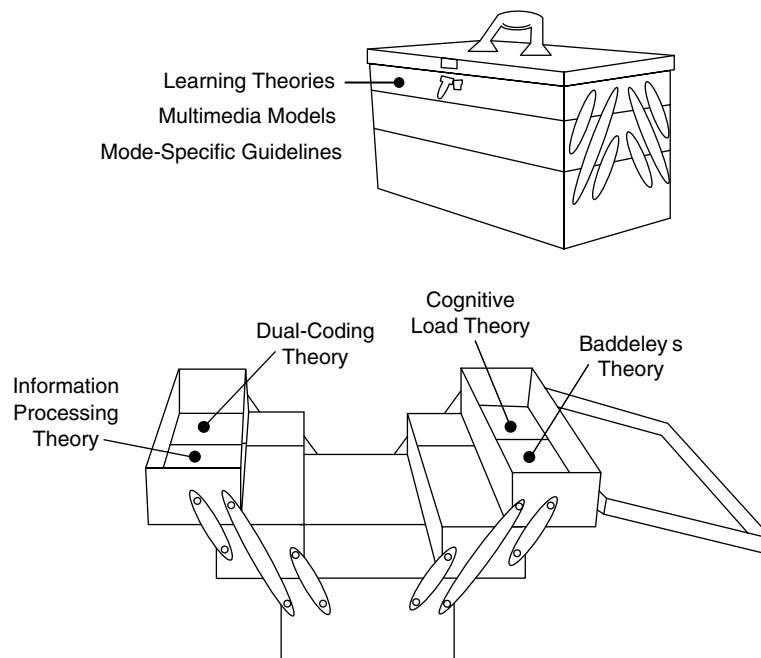 Learning Theories
Multimedia Models
Mode-Specific Guidelines
Cognitive
Load Theory
Dual-Coding
Theory
Baddeley s
Theory
Information
Processing
Theory